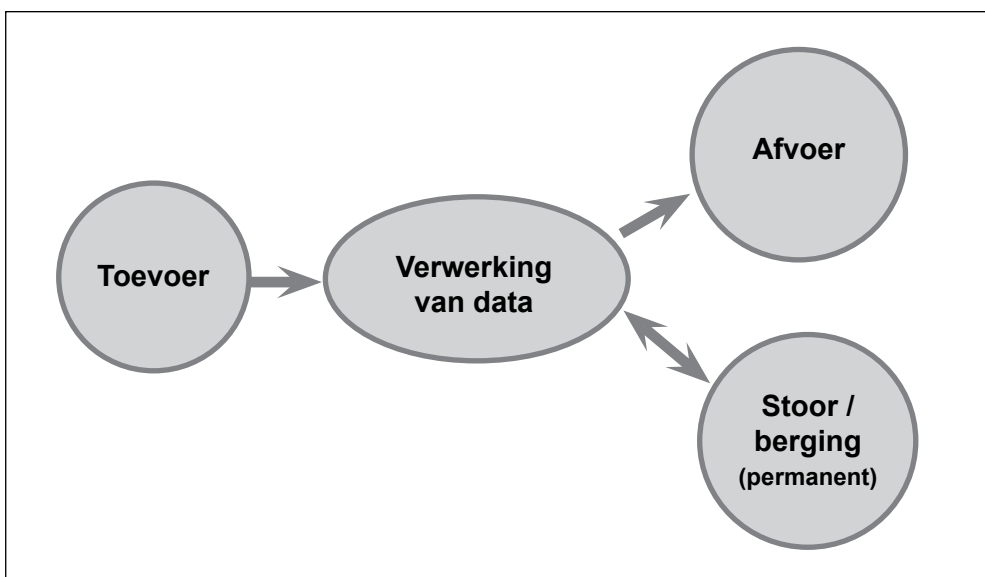 Toevoer
Verwerking
van data
Afvoer
Stoor /
berging
(permanent)